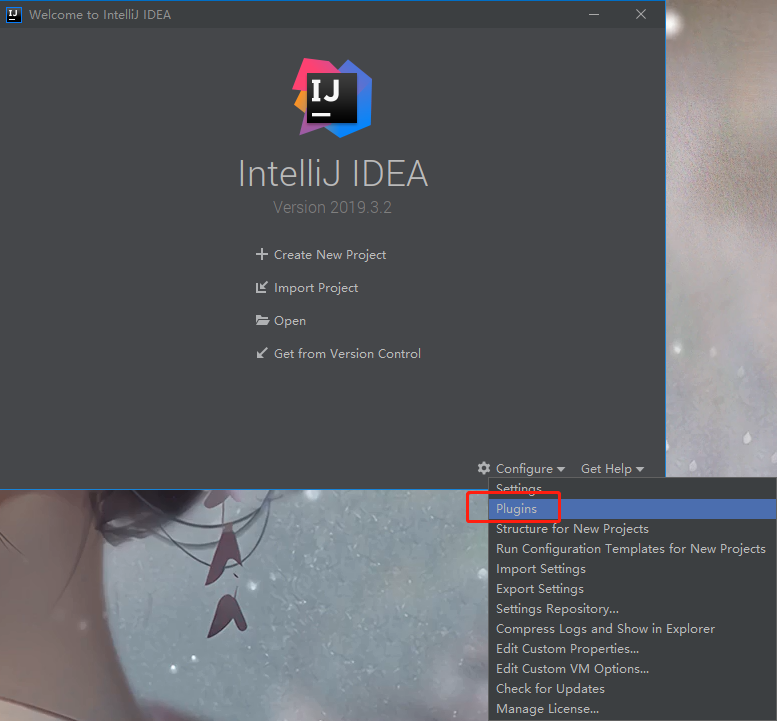 IJ Welcome to IntelliJ IDEA
IJ
IntelliJ IDEA
Version 2019.3.2
Create New Project
Import Project
Open
Get from Version Control
Configure Get Help
Settings
Plugins
Structure for New Projects
Run Configuration Templates for New Projects
Import Settings
Export Settings
Settings Repository...
Compress Logs and Show in Explorer
Edit Custom Properties...
Edit Custom VM Options...
Check for Updates
Manage License...